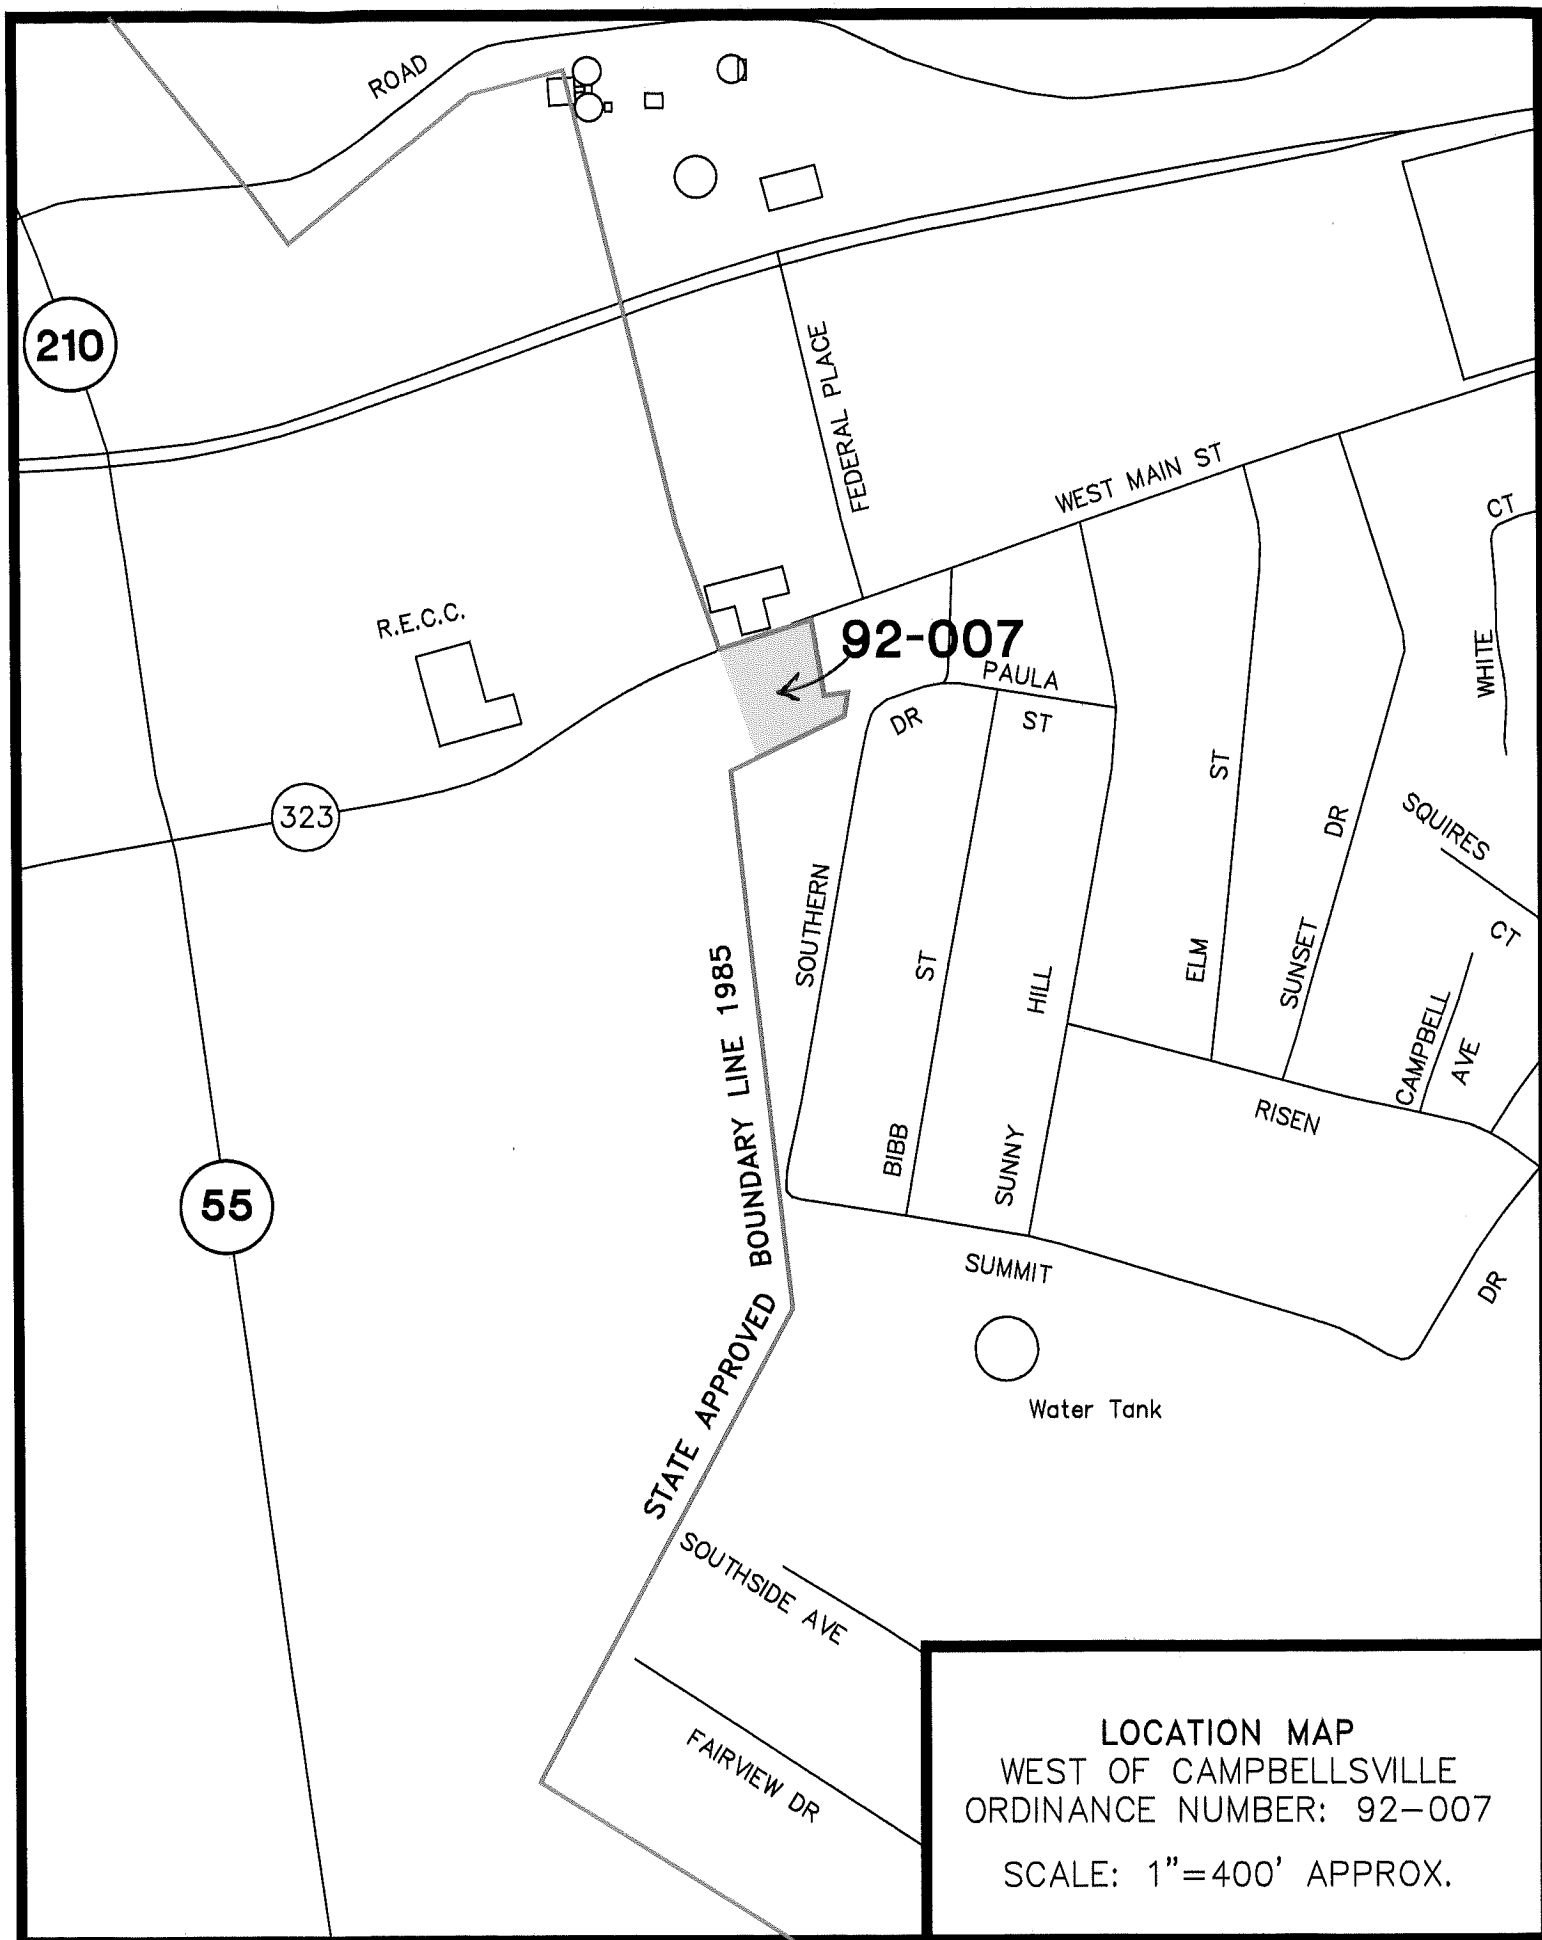 ROAD
210
FEDERAL PLACE
WEST MAIN ST
CT
WHITE
R.E.C.C.
92-007
PAULA
DR
ST
ST
323
DR
SQUIRES
CT
SOUTHERN
ST
HILL
ELM
SUNSET
CAMPBELL
AVE
RISEN
BIBB
SUNNY
55
STATE APPROVED BOUNDARY LINE 1985
SUMMIT
DR
Water Tank
SOUTHSIDE AVE
FAIRVIEW DR
LOCATION MAP
WEST OF CAMPBELLSVILLE
ORDINANCE NUMBER: 92-007
SCALE: 1"=400' APPROX.